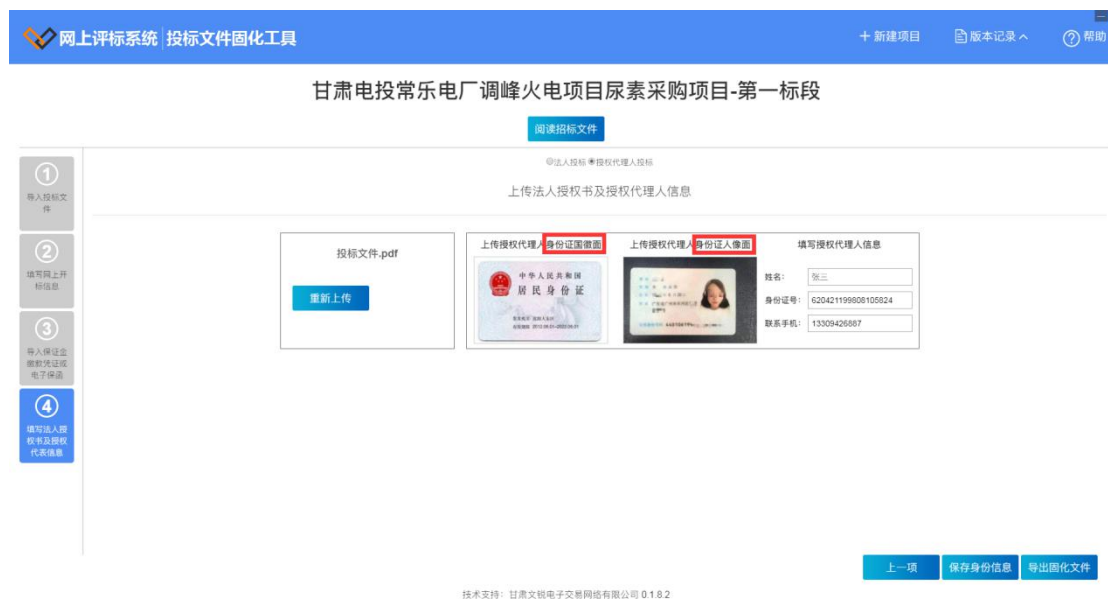 网上评标系统 投标文件固化工具
新建项目
版本记录
帮助
甘肃电投常乐电厂调峰火电项目尿素采购项目-第一标段
阅读招标文件
法人投标 授权代理人投标
上传法人授权书及授权代理人信息
1
导入投标文
件
2
填写网上开
标信息
3
导入保证金
缴款凭证或
电子保函
4
填写法人授
权书及授权
代表信息
投标文件.pdf
重新上传
上传授权代理人身份证国徽面
中华人民共和国
居民身份证
上传授权代理人身份证人像面
填写授权代理人信息
姓名: 张三
身份证号: 620421199808105824
联系手机: 13309426887
上一项
保存身份信息
导出固化文件
技术支持: 甘肃文锐电子交易网络有限公司 0.1.8.2